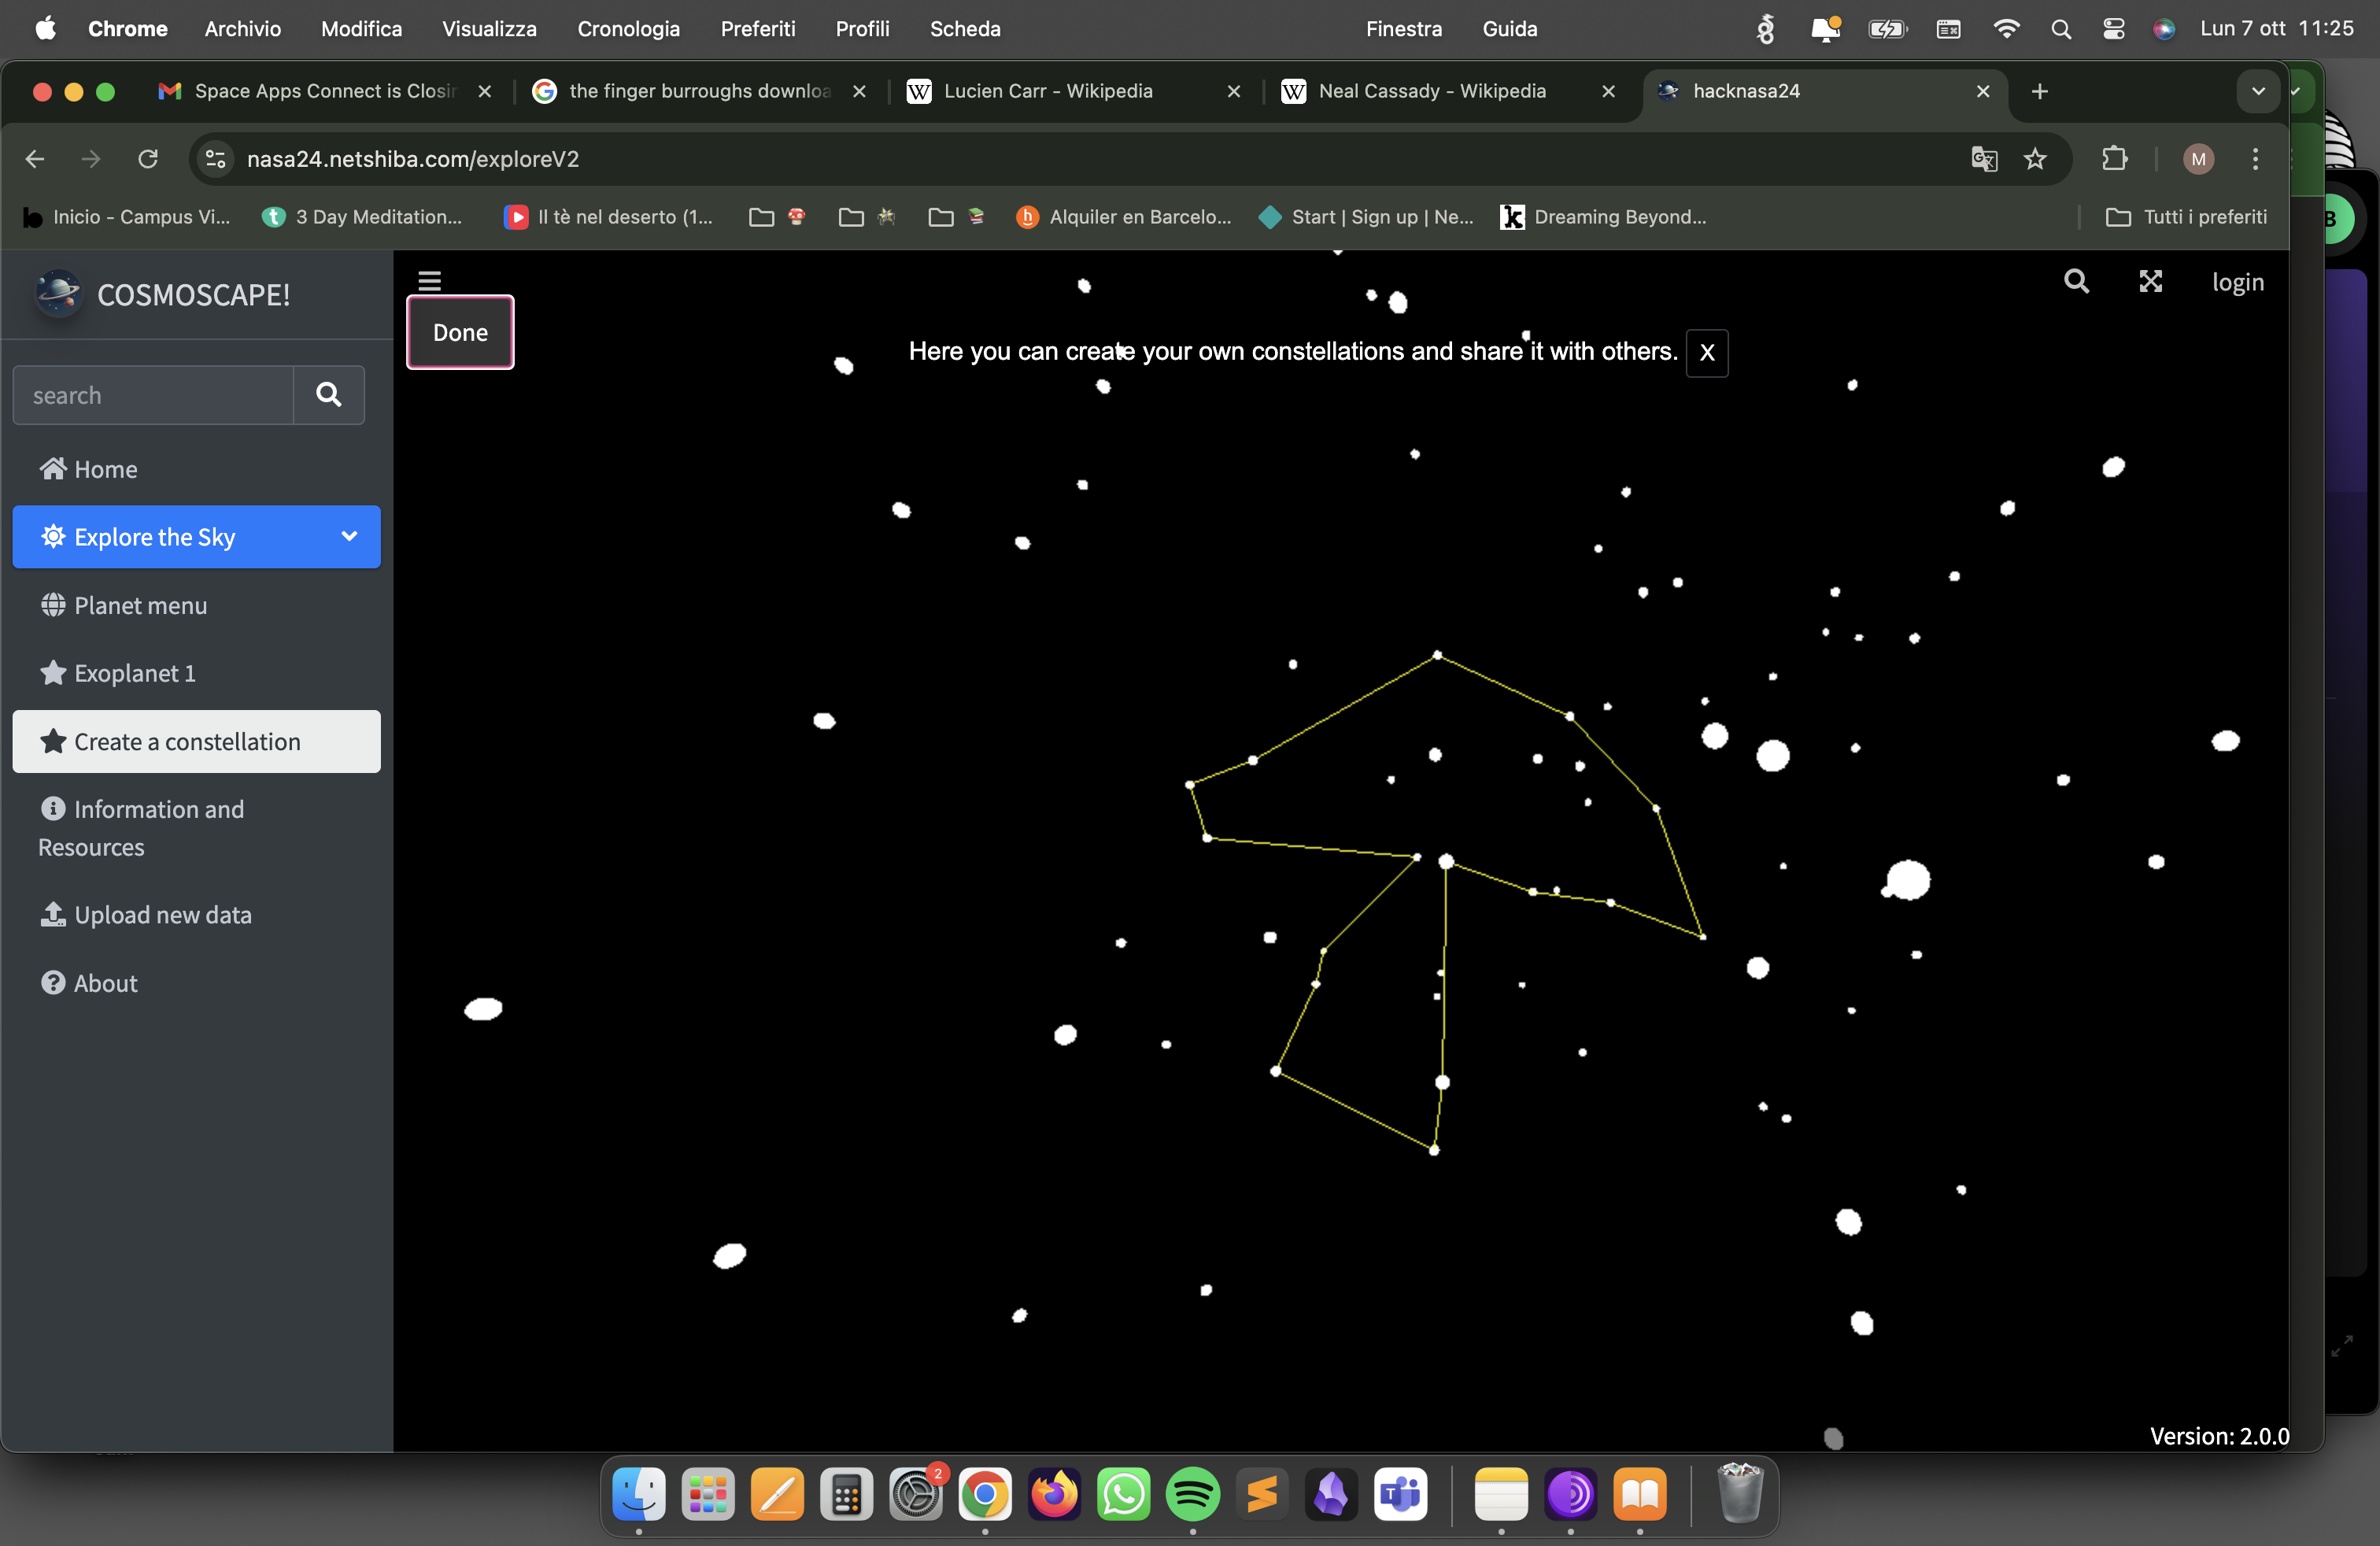 Chrome Archivio Modifica Visualizza Cronologia Preferiti Profili Scheda Finestra Guida Lun 7 ott 11:25
Space Apps Connect is Closin the finger burroughs downloa Lucien Carr - Wikipedia Neal Cassady - Wikipedia hacknasa24
nasa24.netshiba.com/exploreV2 M
Inicio - Campus Vi... 3 Day Meditation... Il tè nel deserto (1... Alquiler en Barcelo... Start | Sign up | Ne... Dreaming Beyond... Tutti i preferiti
B
COSMOSCAPE!
login
Done
Here you can create your own constellations and share it with others. X
search
Home
Explore the Sky
Planet menu
Exoplanet 1
Create a constellation
Information and
Resources
Upload new data
About
Version: 2.0.0
2